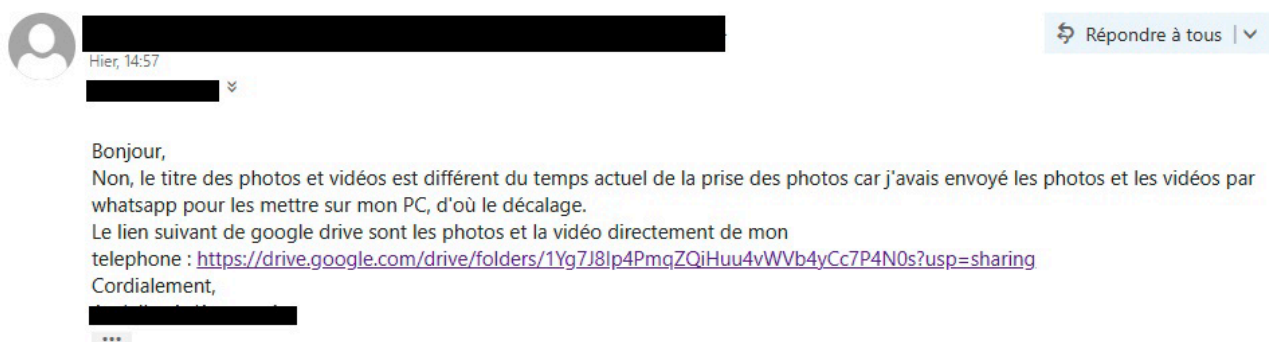 Répondre à tous
Hier, 14:57
Bonjour,
Non, le titre des photos et vidéos est différent du temps actuel de la prise des photos car j'avais envoyé les photos et les vidéos par
whatsapp pour les mettre sur mon PC, d'où le décalage.
Le lien suivant de google drive sont les photos et la vidéo directement de mon
telephone : https://drive.google.com/drive/folders/1Yg7J8Ip4PmqZQiHuu4vWVb4yCc7P4N0s?usp=sharing
Cordialement,